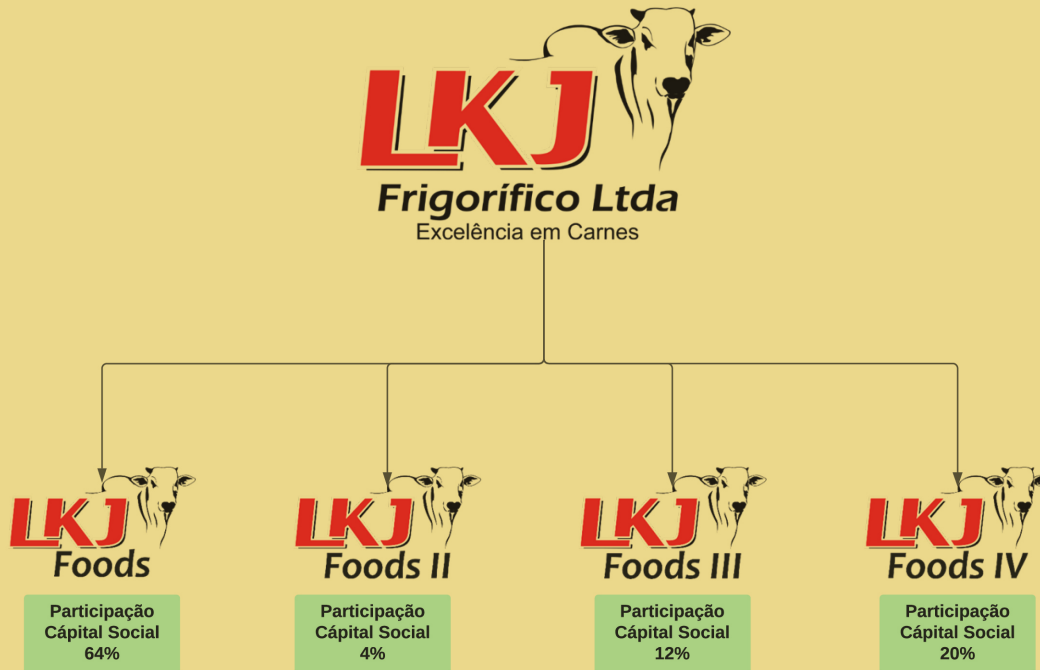 LKJ
Frigorífico Ltda
Excelência em Carnes
LKJ
Foods
LKJ
Foods II
LKJ
Foods III
LKJ
Foods IV
Participação
Cápital Social
64%
Participação
Cápital Social
4%
Participação
Cápital Social
12%
Participação
Cápital Social
20%